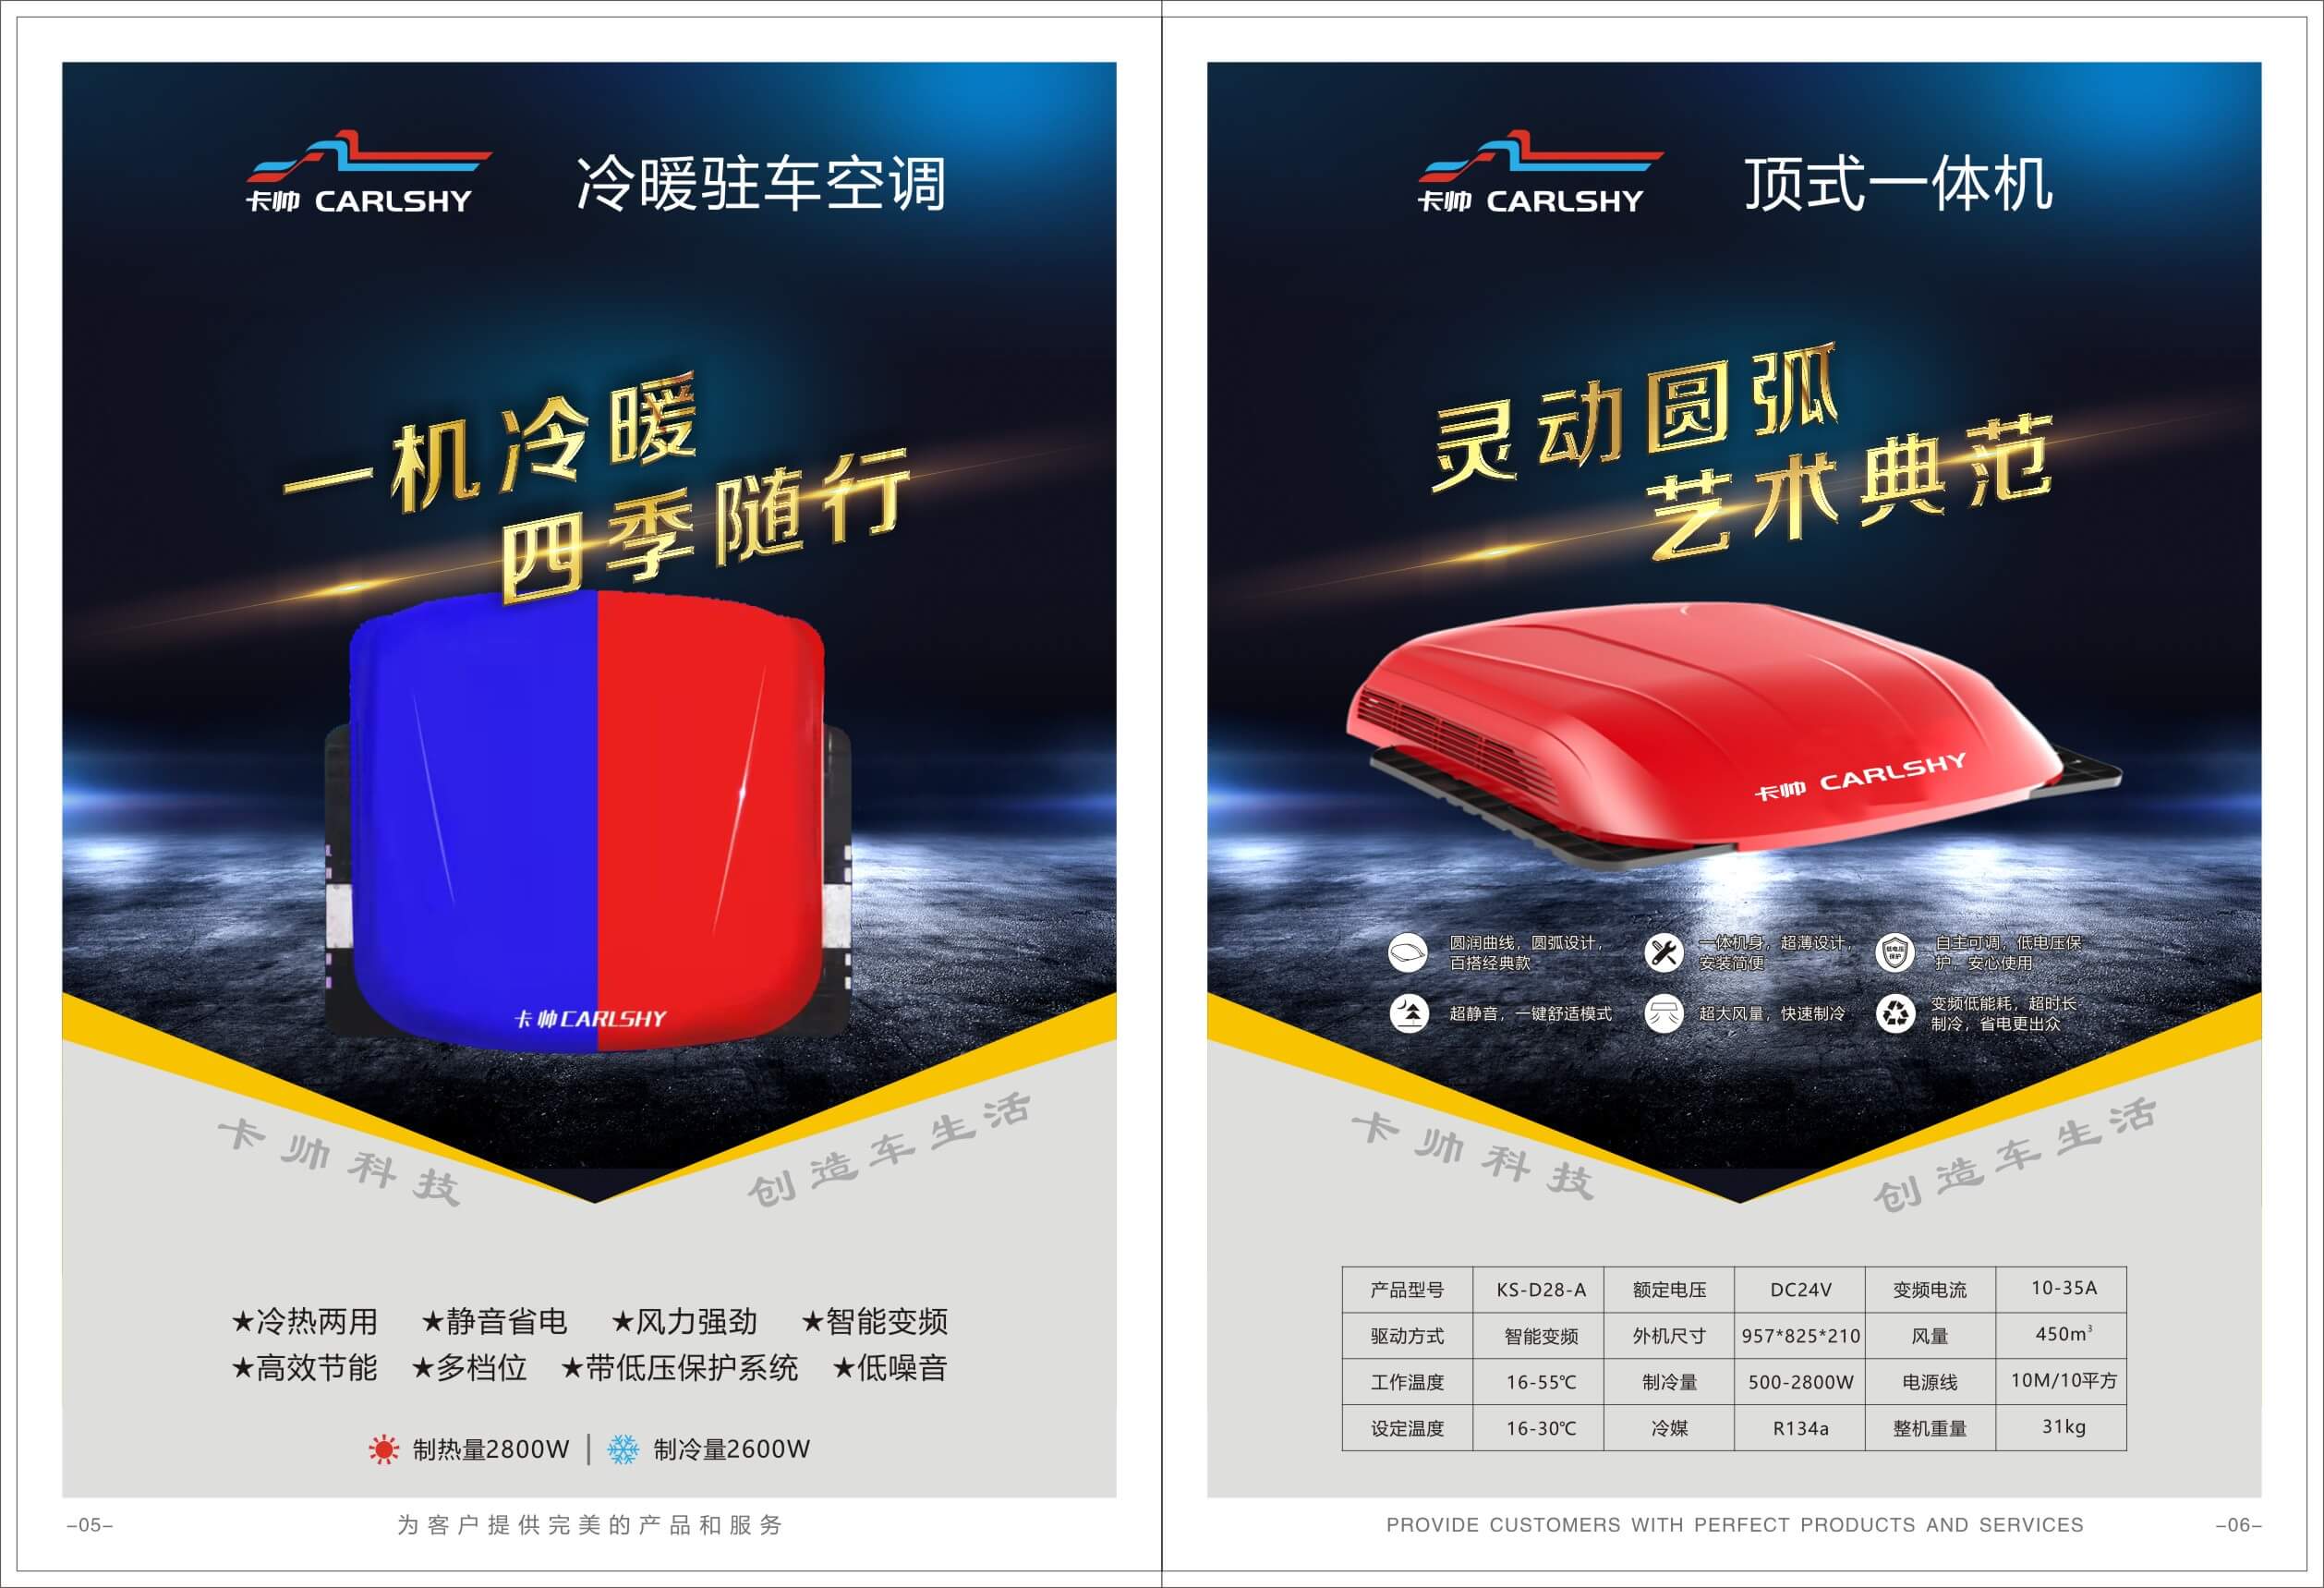 卡帅 CARLSHY
冷暖驻车空调
一机冷暖
四季随行
卡帅CARLSHY
卡帅科技
创造车生活
★冷热两用 ★静音省电 ★风力强劲 ★智能变频
★高效节能 ★多档位 ★带低压保护系统 ★低噪音
制热量2800W | 制冷量2600W
-05-
为客户提供完美的产品和服务
卡帅 CARLSHY
顶式一体机
灵动圆弧
艺术典范
卡帅 CARLSHY
圆润曲线，圆弧设计，
百搭经典款
一体机身，超薄设计，
安装简便
低电压
保护
自主可调，低电压保
护，安心使用
超静音，一键舒适模式
超大风量，快速制冷
变频低能耗，超时长
制冷，省电更出众
卡帅科技
创造车生活
产品型号 KS-D28-A 额定电压 DC24V 变频电流 10-35A
驱动方式 智能变频 外机尺寸 957*825*210 风量 450m³
工作温度 16-55℃ 制冷量 500-2800W 电源线 10M/10平方
设定温度 16-30℃ 冷媒 R134a 整机重量 31kg
PROVIDE CUSTOMERS WITH PERFECT PRODUCTS AND SERVICES
-06-